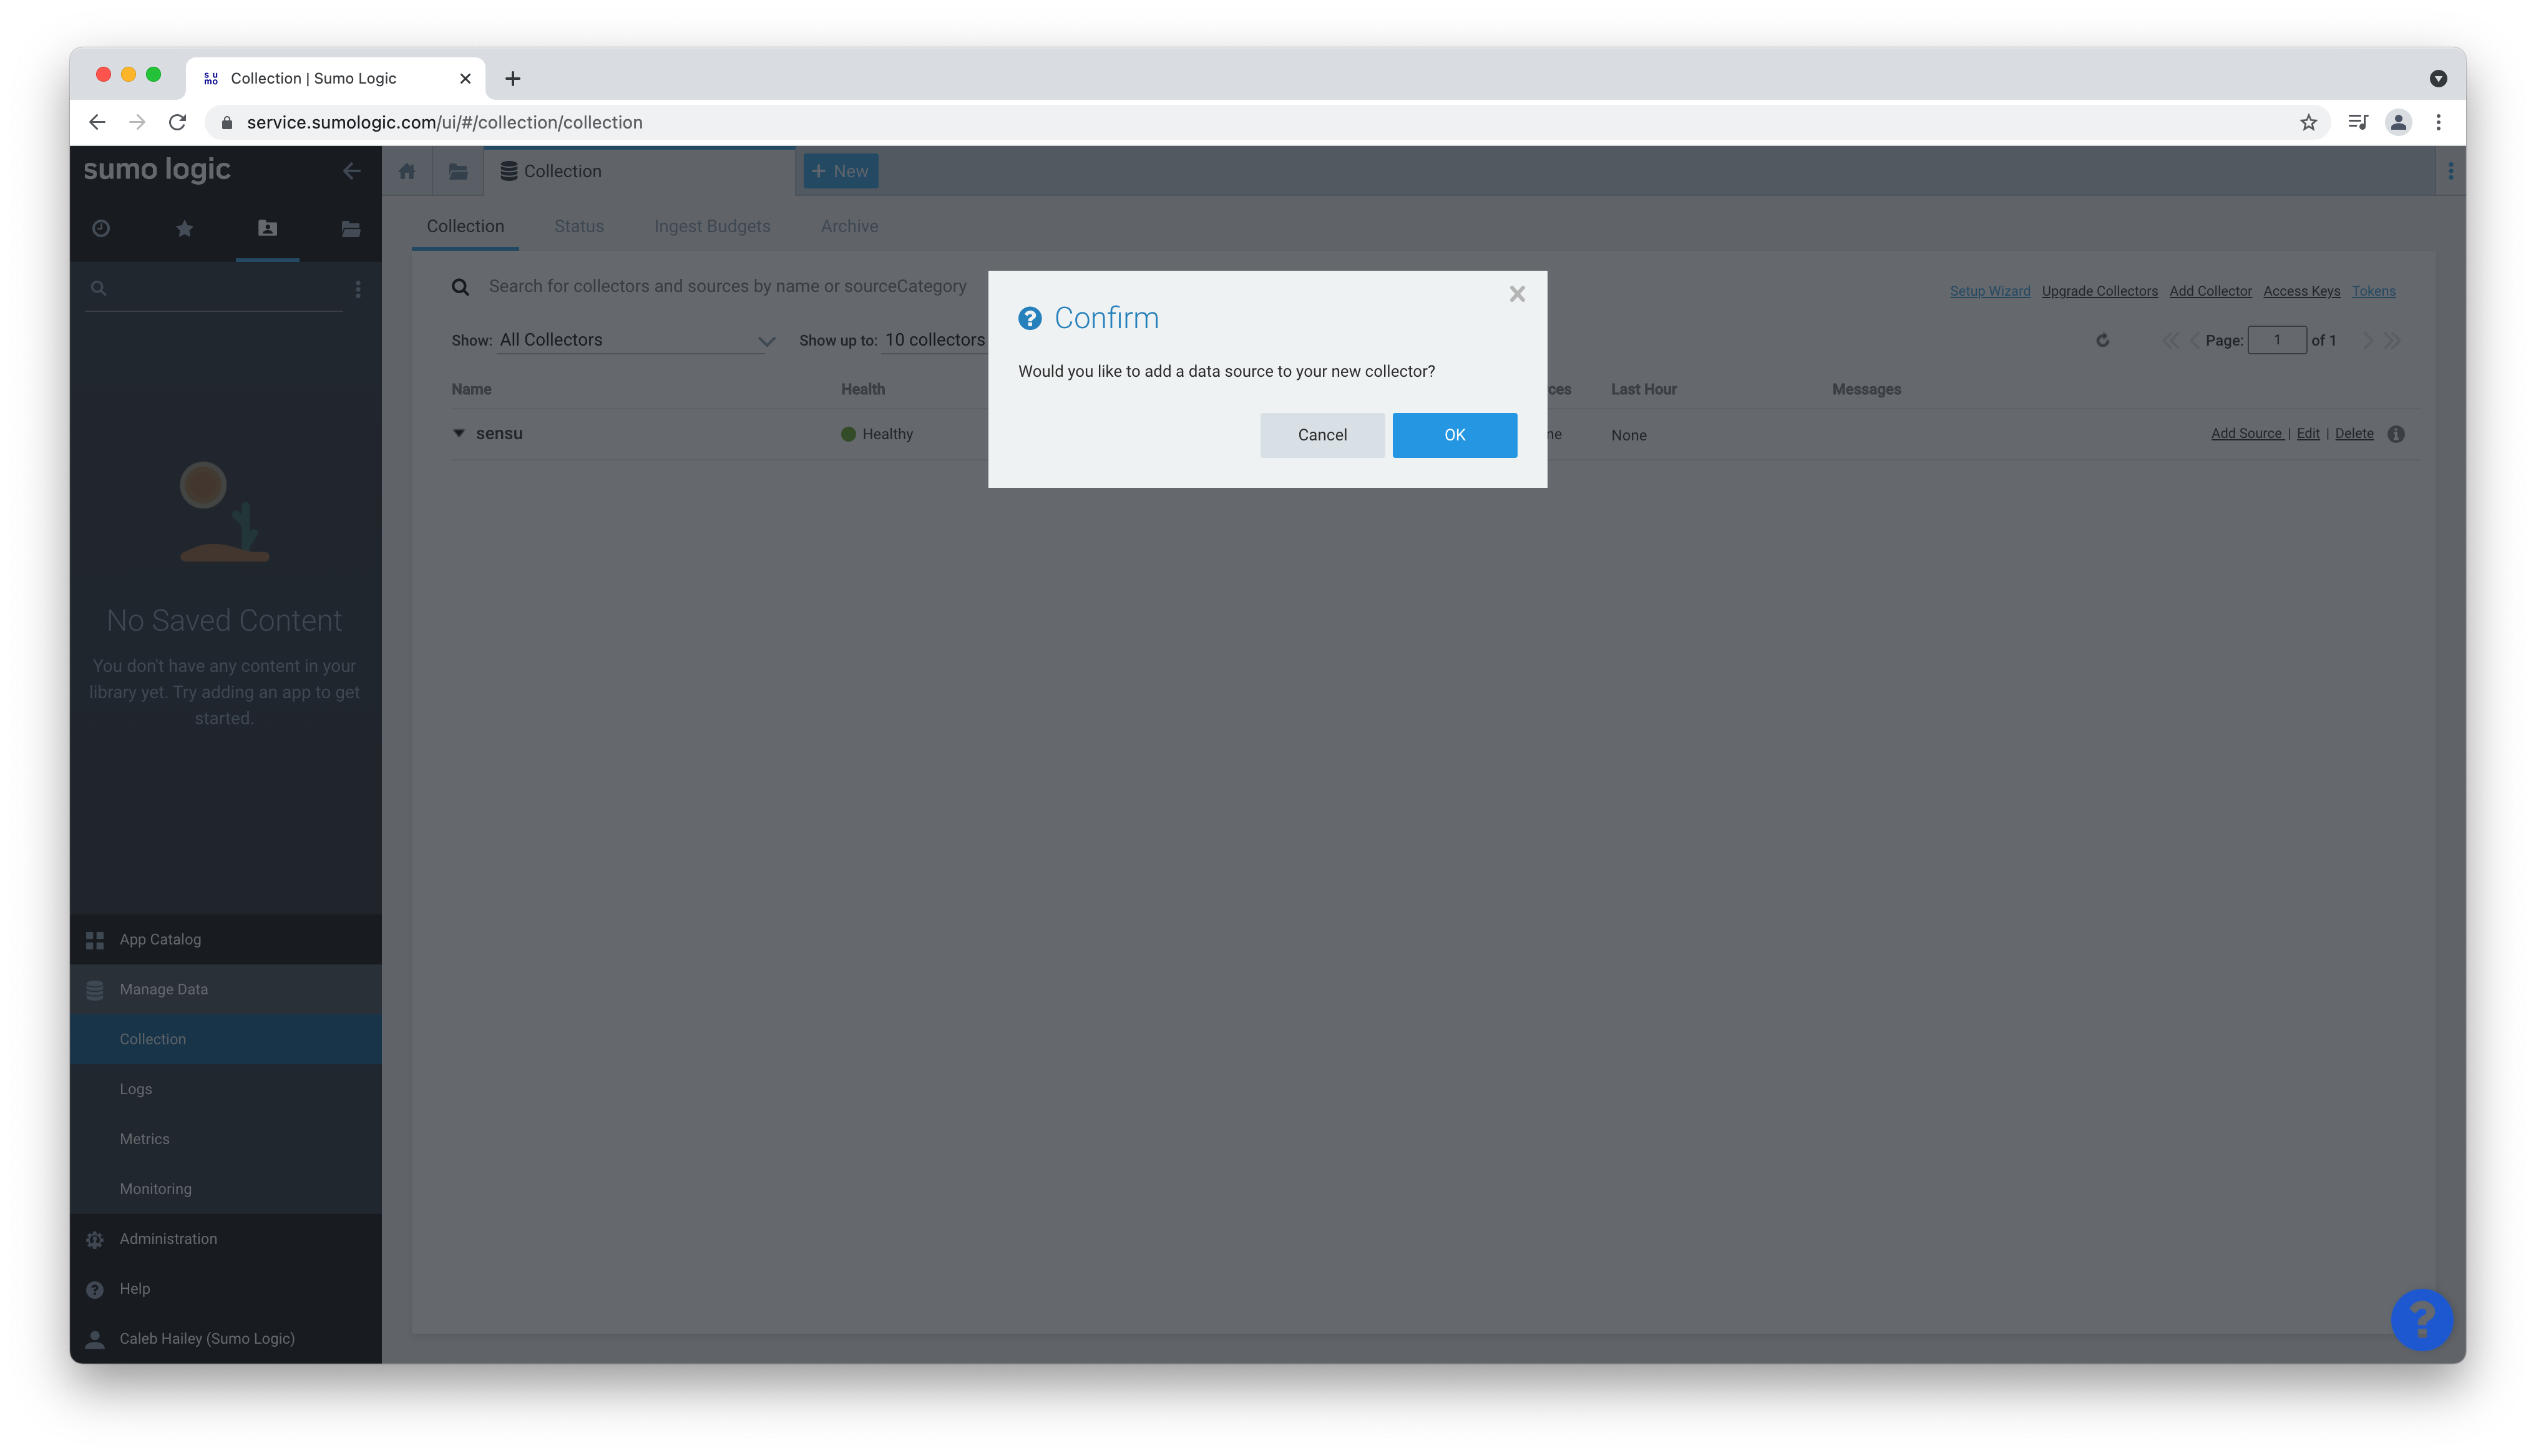 su
mo
Collection | Sumo Logic
service.sumologic.com/ui/#/collection/collection
sumo logic
Collection
+ New
Collection
Status
Ingest Budgets
Archive
Search for collectors and sources by name or sourceCategory
Setup Wizard
Upgrade Collectors
Add Collector
Access Keys
Tokens
Show: All Collectors
Show up to: 10 collectors
Page: 1 of 1
Name
Health
ces
Last Hour
Messages
sensu
Healthy
ne
None
Add Source | Edit | Delete
Confirm
Would you like to add a data source to your new collector?
Cancel
OK
No Saved Content
You don't have any content in your
library yet. Try adding an app to get
started.
App Catalog
Manage Data
Collection
Logs
Metrics
Monitoring
Administration
Help
Caleb Hailey (Sumo Logic)